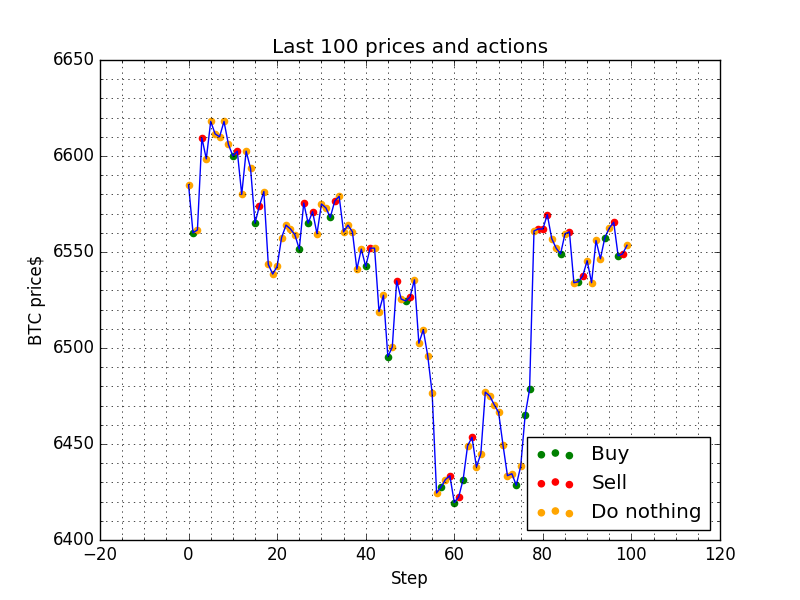 Last 100 prices and actions
6650
6600
6550
6500
6450
6400
BTC price$
Buy
Sell
Do nothing
−20 0 20 40 60 80 100 120
Step